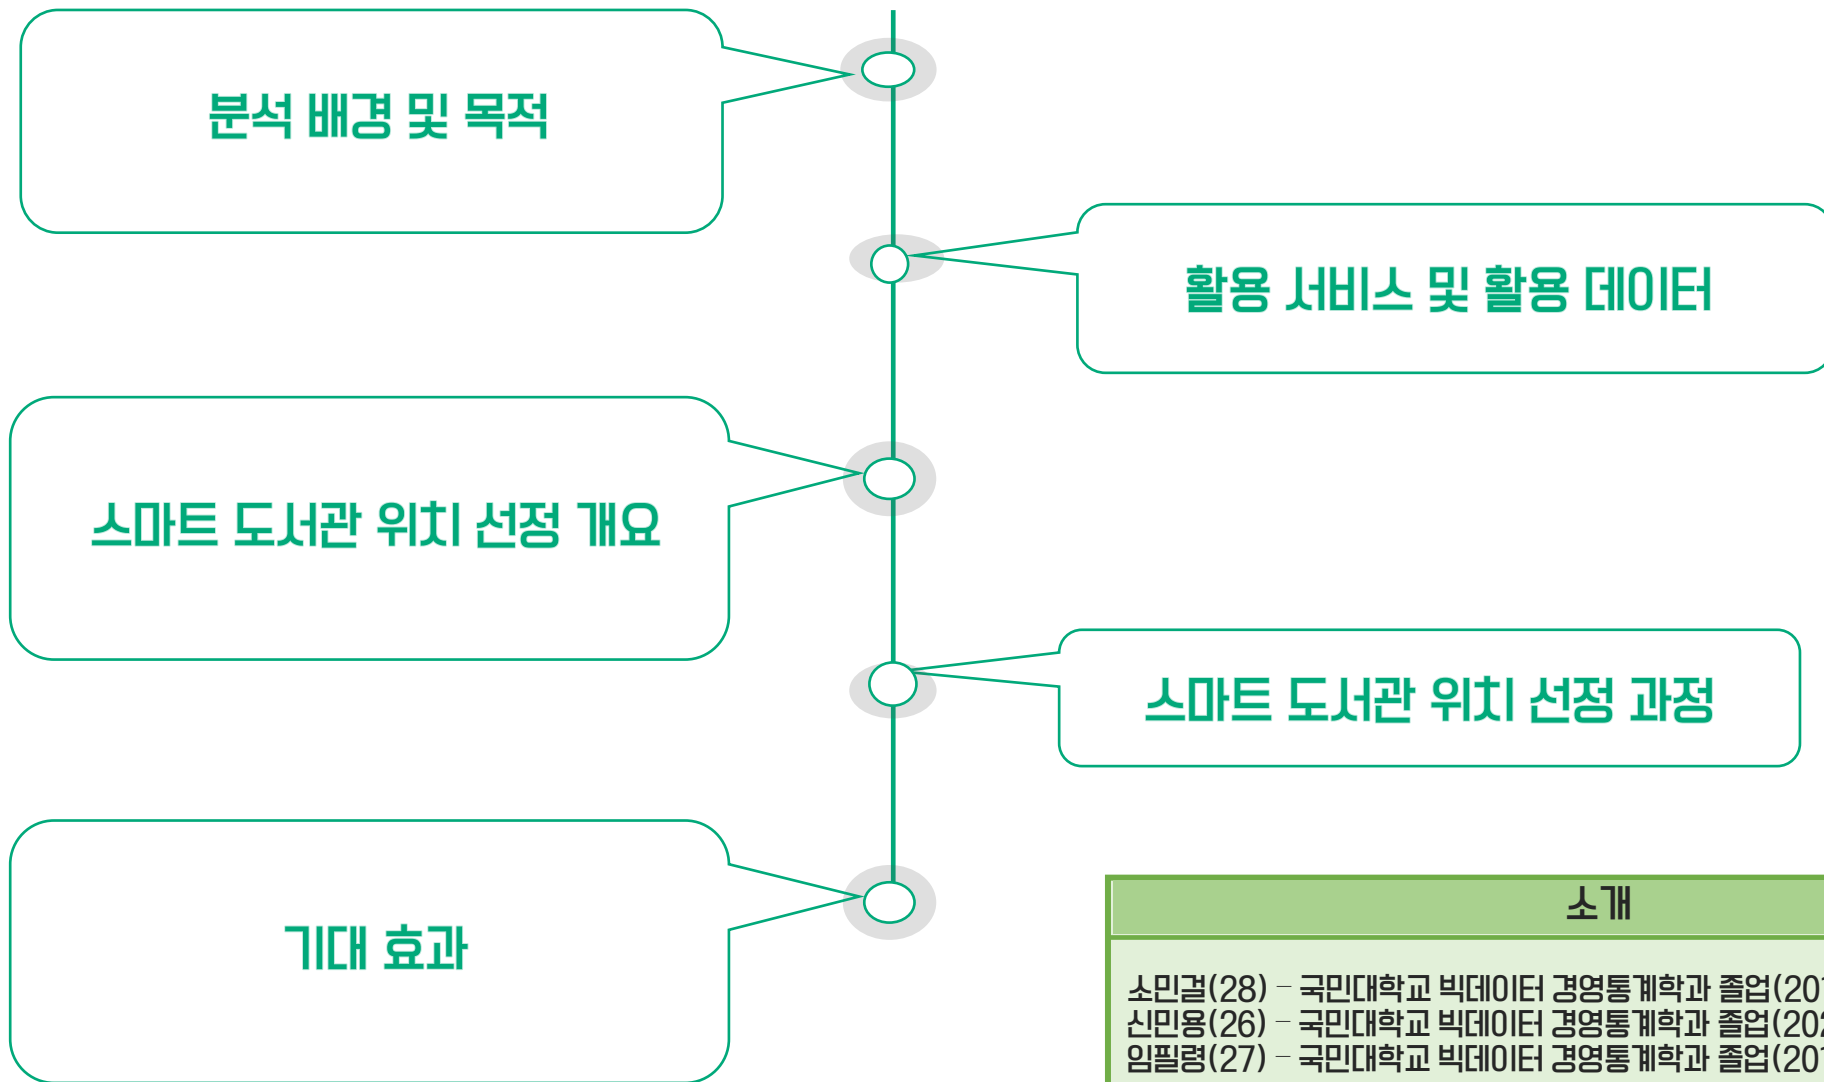 분석 배경 및 목적
활용 서비스 및 활용 데이터
스마트 도서관 위치 선정 개요
스마트 도서관 위치 선정 과정
기대 효과
소개
소민걸(28) – 국민대학교 빅데이터 경영통계학과 졸업(201
신민용(26) – 국민대학교 빅데이터 경영통계학과 졸업(202
임필령(27) – 국민대학교 빅데이터 경영통계학과 졸업(201